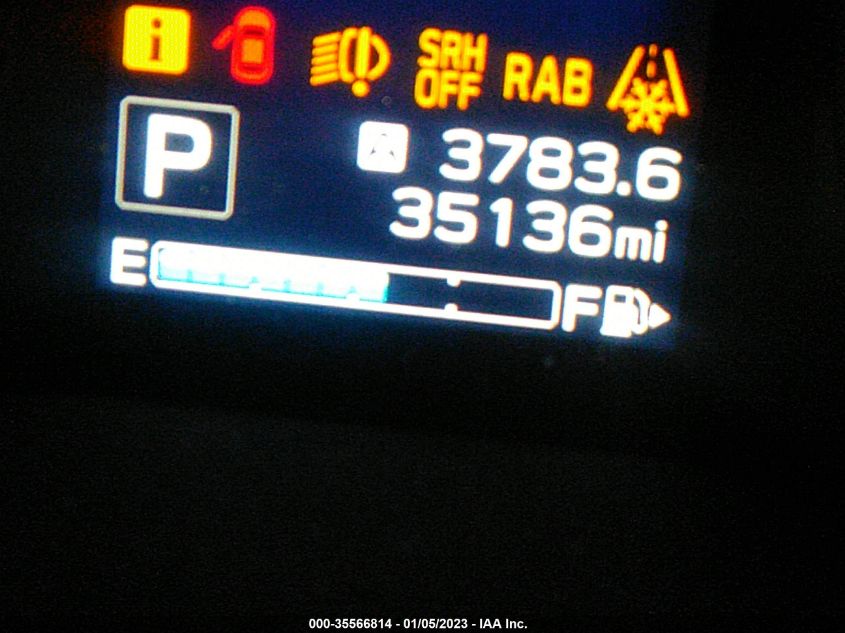 i
SRH OFF RAB
P
A 3783.6
35136mi
E F
000-35566814 - 01/05/2023 - IAA Inc.